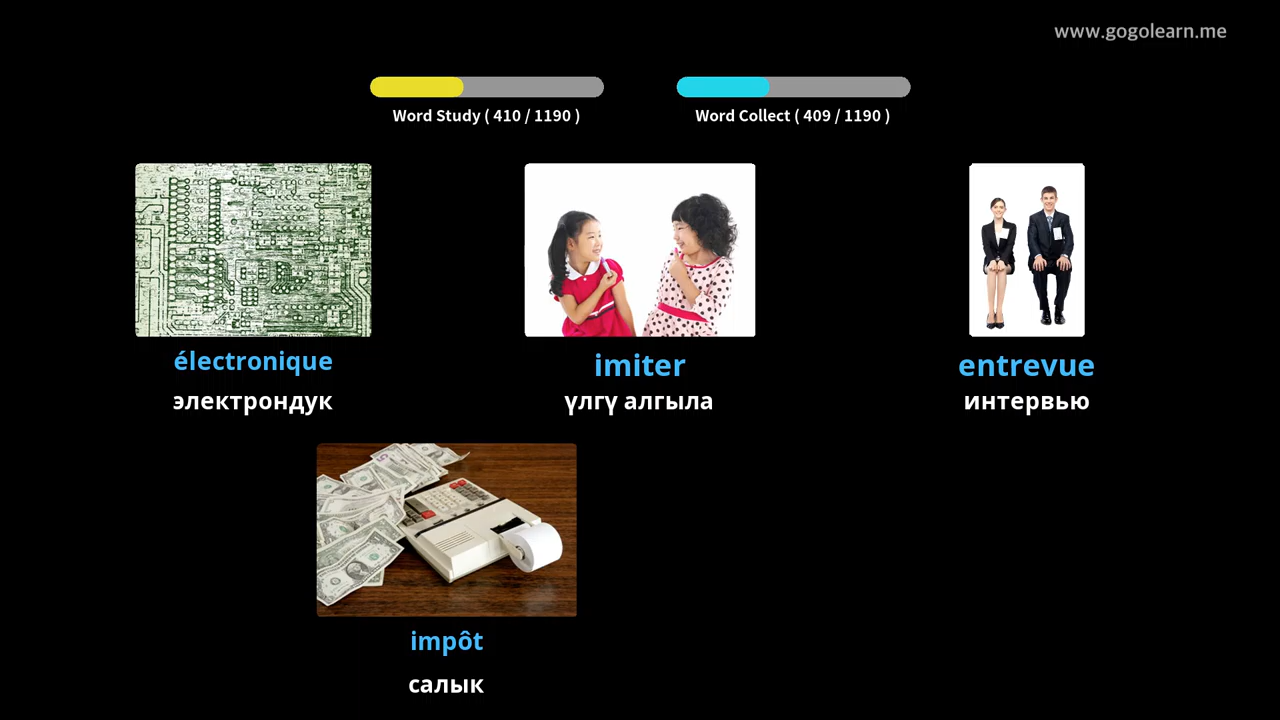 www.gogolearn.me
Word Study ( 410 / 1190 )
Word Collect ( 409 / 1190 )
électronique
электрондук
imiter
үлгү алгыла
entrevue
интервью
impôt
салык